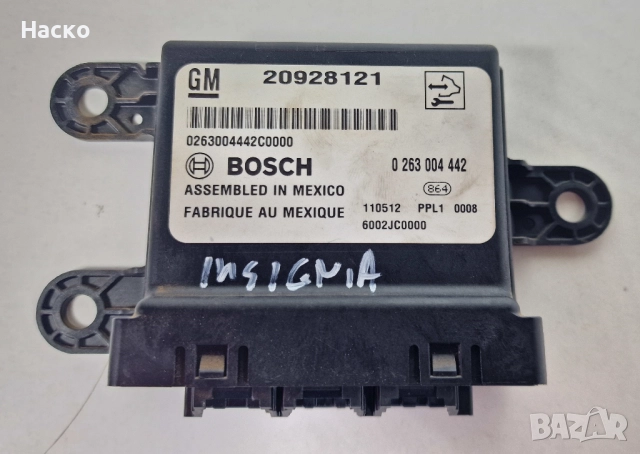 Наско
GM 20928121
0263004442C0000
BOSCH 0 263 004 442
ASSEMBLED IN MEXICO 864
FABRIQUE AU MEXIQUE 110512 PPL1 0008
6002JC0000
INSIGNIA
BAZAR